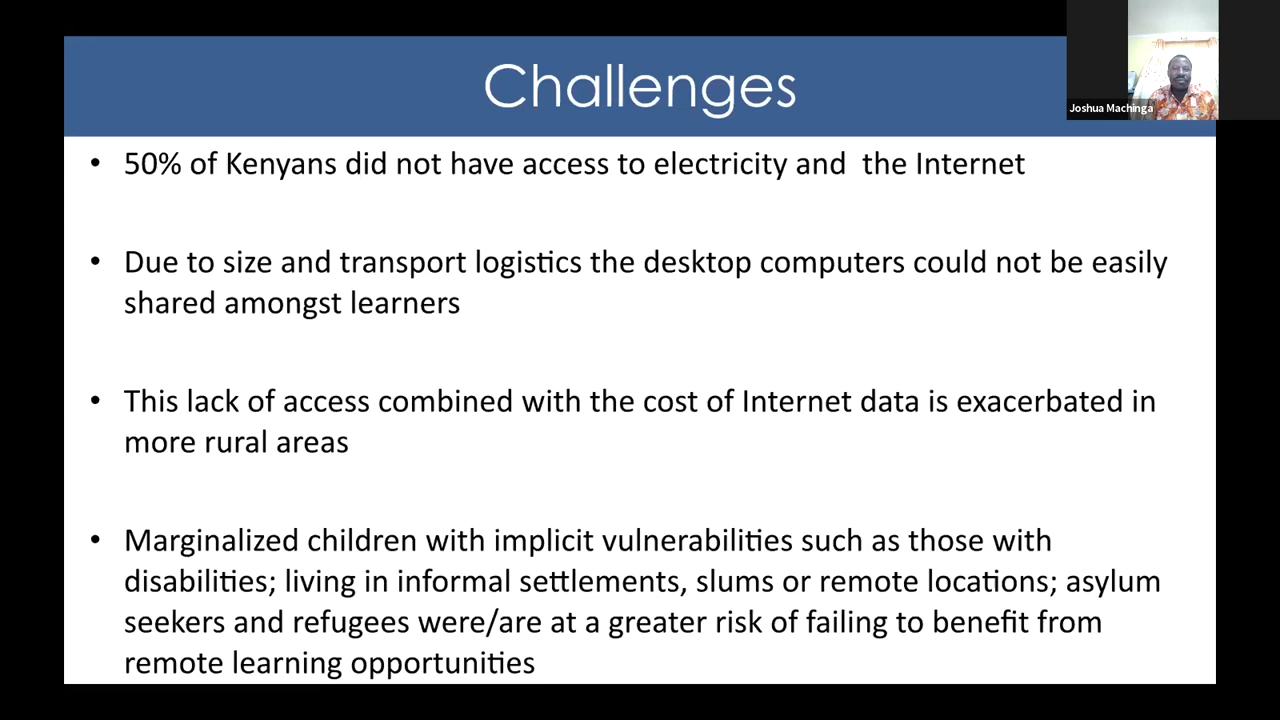 Challenges
Joshua Machinga
• 50% of Kenyans did not have access to electricity and  the Internet
• Due to size and transport logistics the desktop computers could not be easily
shared amongst learners
• This lack of access combined with the cost of Internet data is exacerbated in
more rural areas
• Marginalized children with implicit vulnerabilities such as those with
disabilities; living in informal settlements, slums or remote locations; asylum
seekers and refugees were/are at a greater risk of failing to benefit from
remote learning opportunities